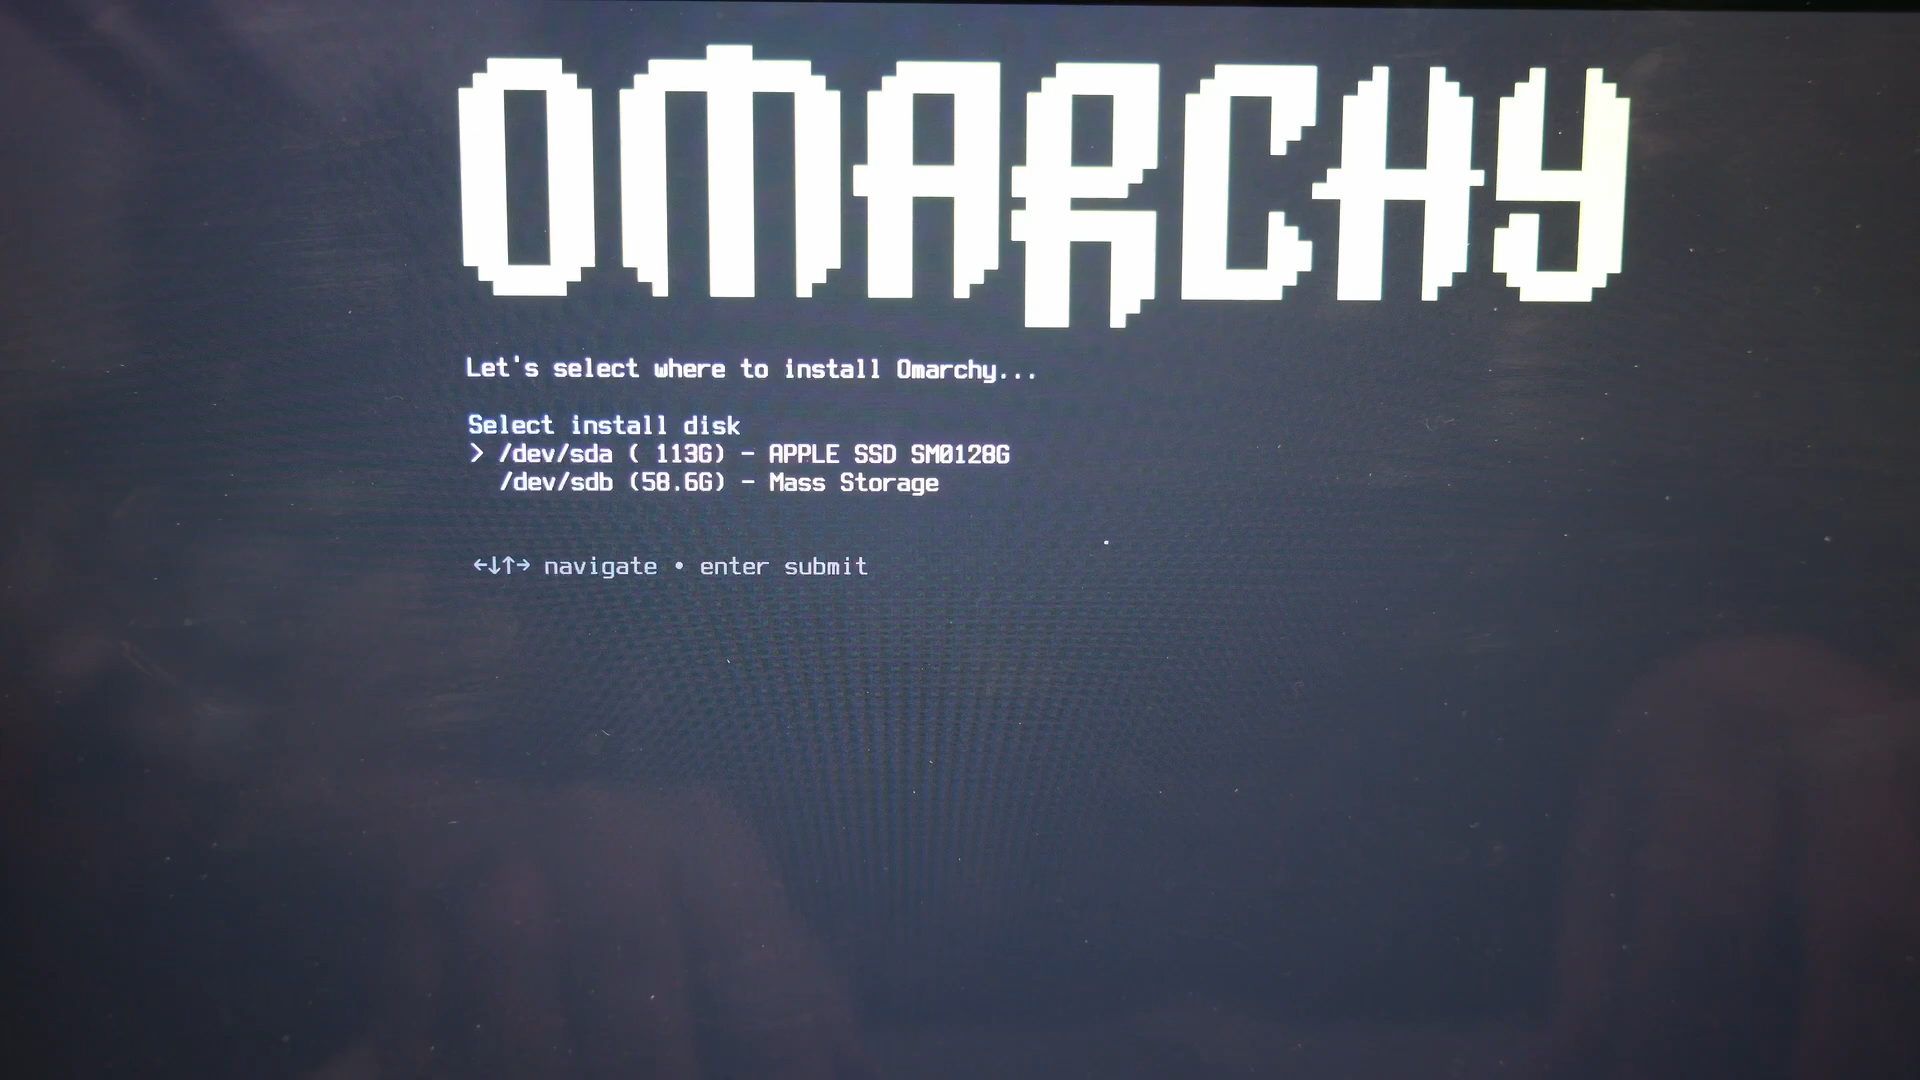 OMARCHY
Let's select where to install Omarchy...
Select install disk
> /dev/sda ( 113G) - APPLE SSD SM0128G
/dev/sdb (58.6G) - Mass Storage
←↓↑→ navigate • enter submit